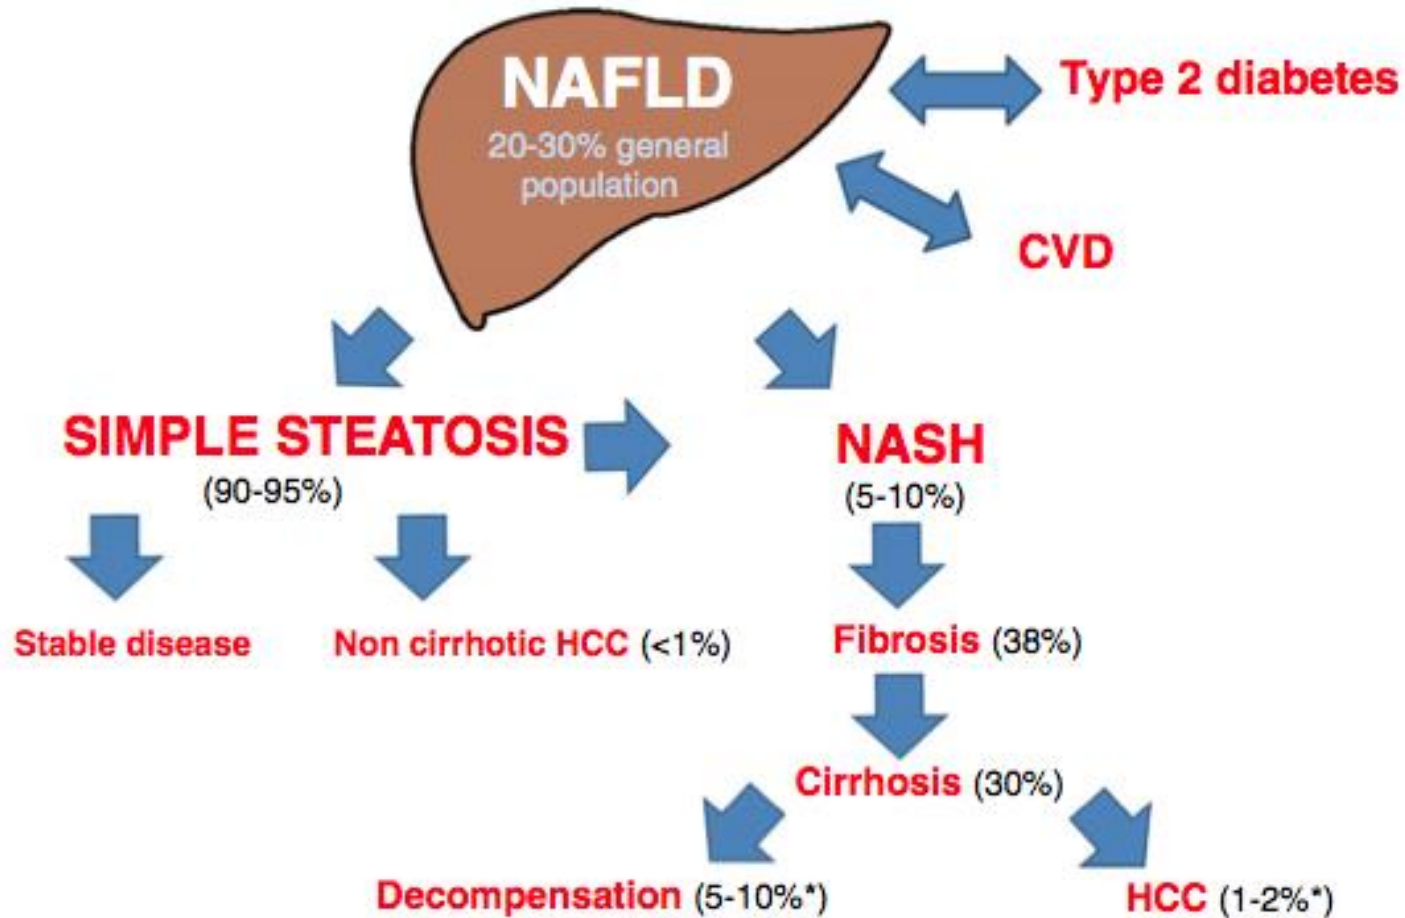 NAFLD
20-30% general
population
Type 2 diabetes
CVD
SIMPLE STEATOSIS
(90-95%)
NASH
(5-10%)
Stable disease
Non cirrhotic HCC (<1%)
Fibrosis (38%)
Cirrhosis (30%)
Decompensation (5-10%*)
HCC (1-2%*)